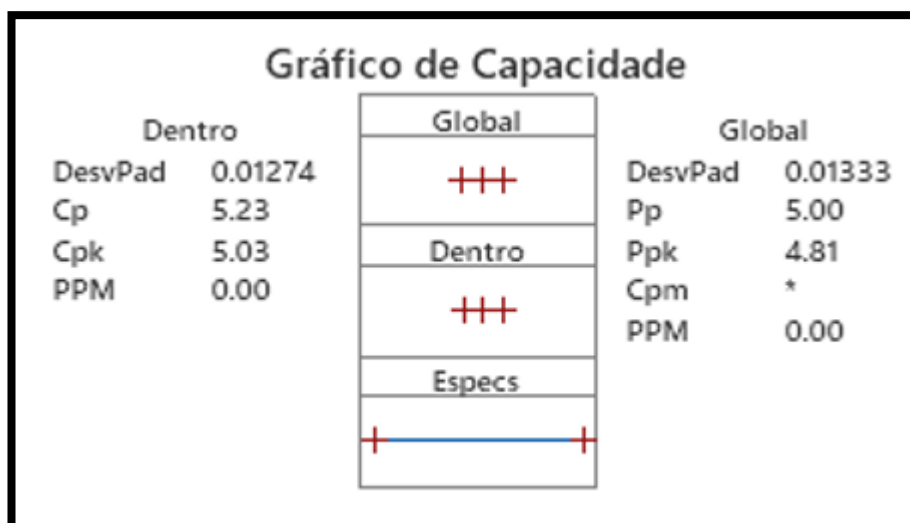 Gráfico de Capacidade
Dentro
DesvPad 0.01274
Cp 5.23
Cpk 5.03
PPM 0.00
Global
Dentro
Especs
Global
DesvPad 0.01333
Pp 5.00
Ppk 4.81
Cpm *
PPM 0.00